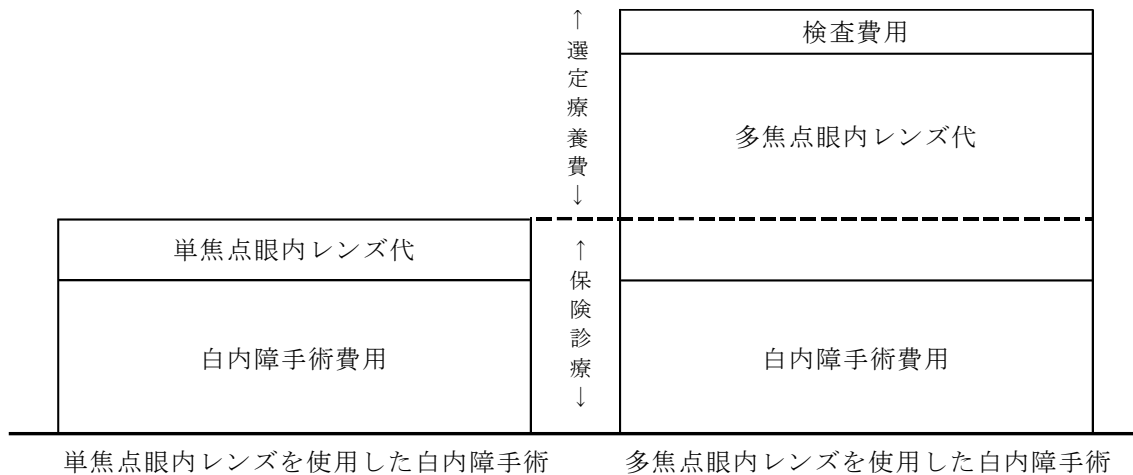 検査費用
多焦点眼内レンズ代
↑選定療養費↓
単焦点眼内レンズ代
白内障手術費用
↑保険診療↓
白内障手術費用
単焦点眼内レンズを使用した白内障手術
多焦点眼内レンズを使用した白内障手術